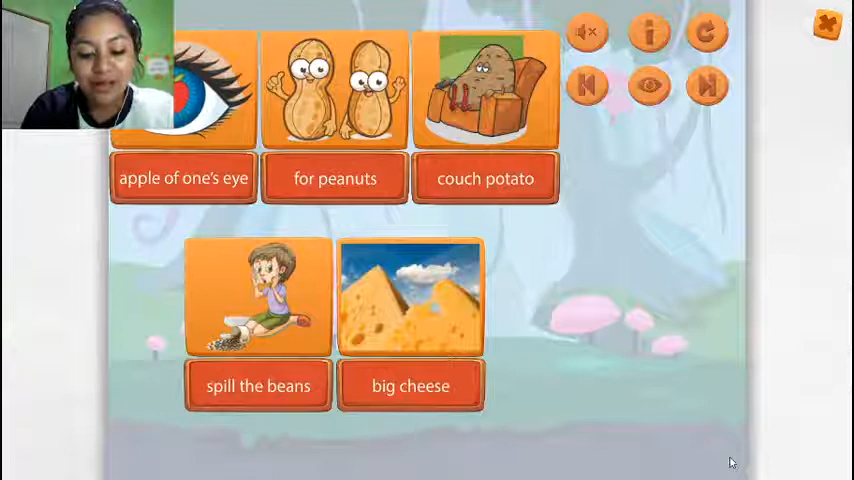 apple of one's eye
for peanuts
couch potato
spill the beans
big cheese